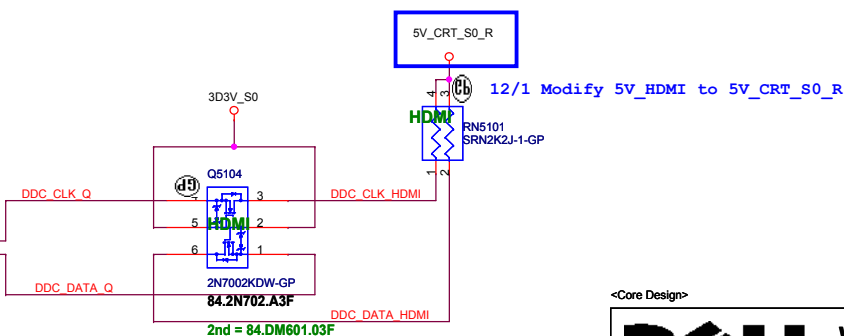 5V_CRT_S0_R
12/1 Modify 5V_HDMI to 5V_CRT_S0_R
4 3
HDMI
RN5101
SRN2K2J-1-GP
1 2
3D3V_S0
Q5104
GP
DDC_CLK_Q
3
DDC_CLK_HDMI
5
HDMI
2
6
1
2N7002KDW-GP
84.2N702.A3F
DDC_DATA_Q
DDC_DATA_HDMI
2nd = 84.DM601.03F
<Core Design>